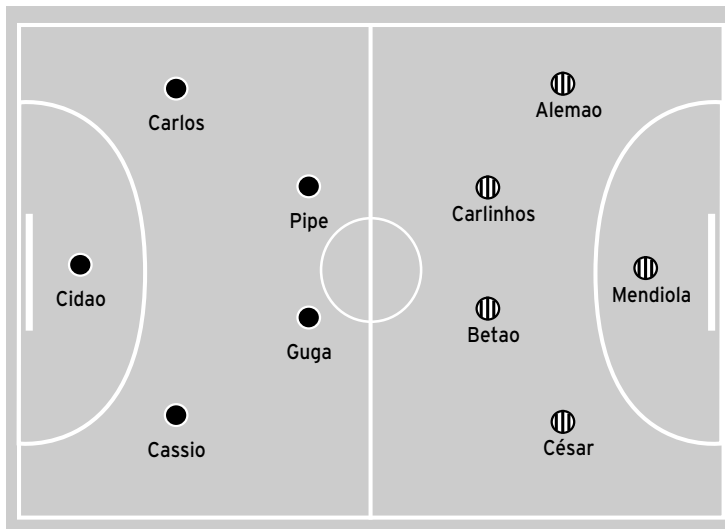 Carlos
Alemao
Pipe
Carlinhos
Cidao
Mendiola
Guga
Betao
Cassio
César